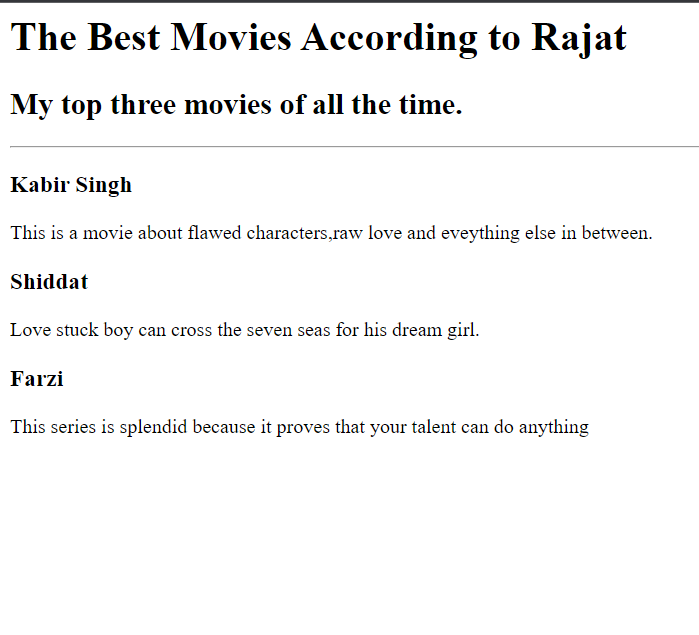 The Best Movies According to Rajat
My top three movies of all the time.
Kabir Singh
This is a movie about flawed characters,raw love and eveything else in between.
Shiddat
Love stuck boy can cross the seven seas for his dream girl.
Farzi
This series is splendid because it proves that your talent can do anything